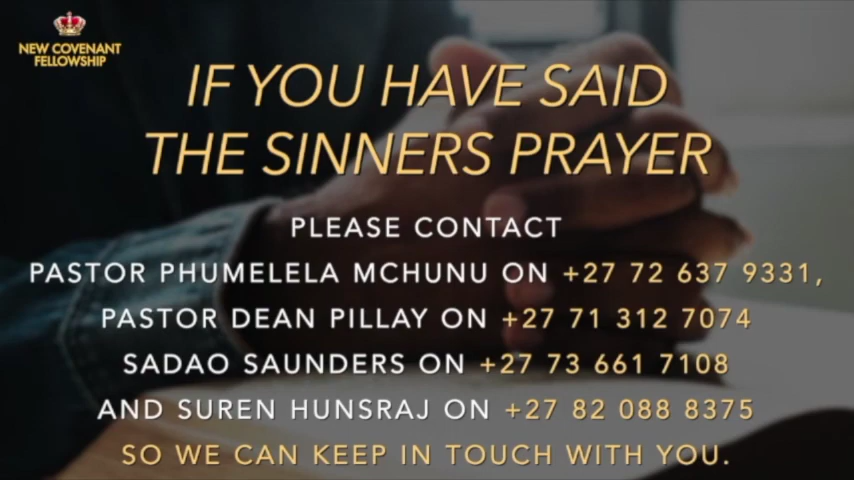 NEW COVENANT
FELLOWSHIP
IF YOU HAVE SAID
THE SINNERS PRAYER
PLEASE CONTACT
PASTOR PHUMELELA MCHUNU ON +27 72 637 9331,
PASTOR DEAN PILLAY ON +27 71 312 7074
SADAO SAUNDERS ON +27 73 661 7108
AND SUREN HUNSRAJ ON +27 82 088 8375
SO WE CAN KEEP IN TOUCH WITH YOU.